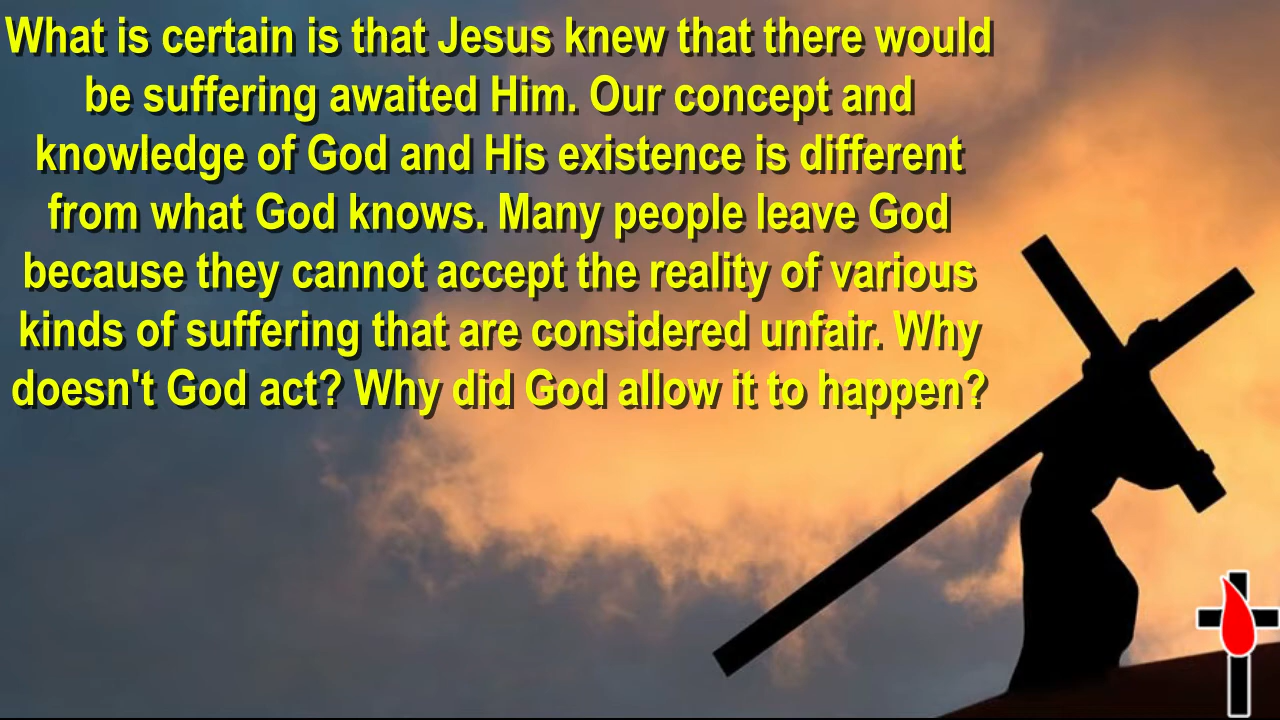 What is certain is that Jesus knew that there would
be suffering awaited Him. Our concept and
knowledge of God and His existence is different
from what God knows. Many people leave God
because they cannot accept the reality of various
kinds of suffering that are considered unfair. Why
doesn't God act? Why did God allow it to happen?